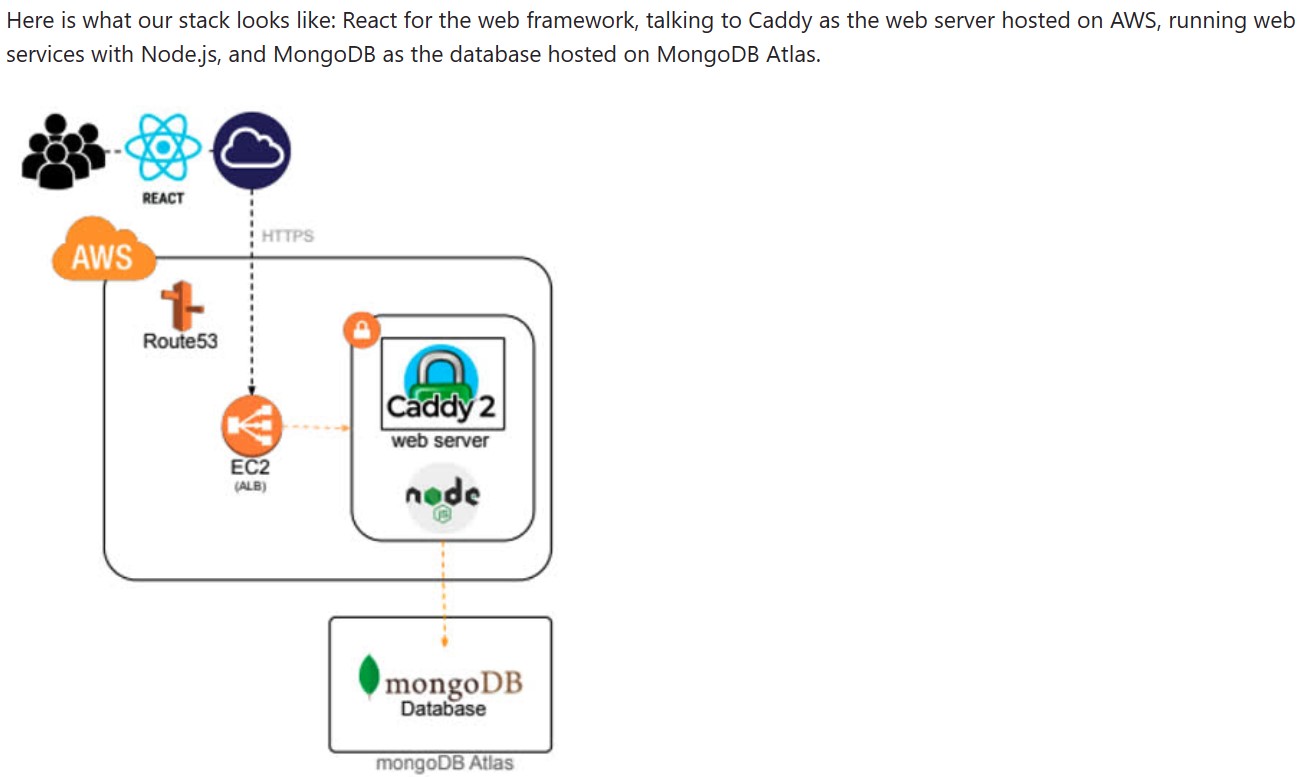 Here is what our stack looks like: React for the web framework, talking to Caddy as the web server hosted on AWS, running web
services with Node.js, and MongoDB as the database hosted on MongoDB Atlas.
REACT
HTTPS
AWS
Route53
Caddy 2
web server
EC2
(ALB)
node
JS
mongoDB
Database
mongoDB Atlas